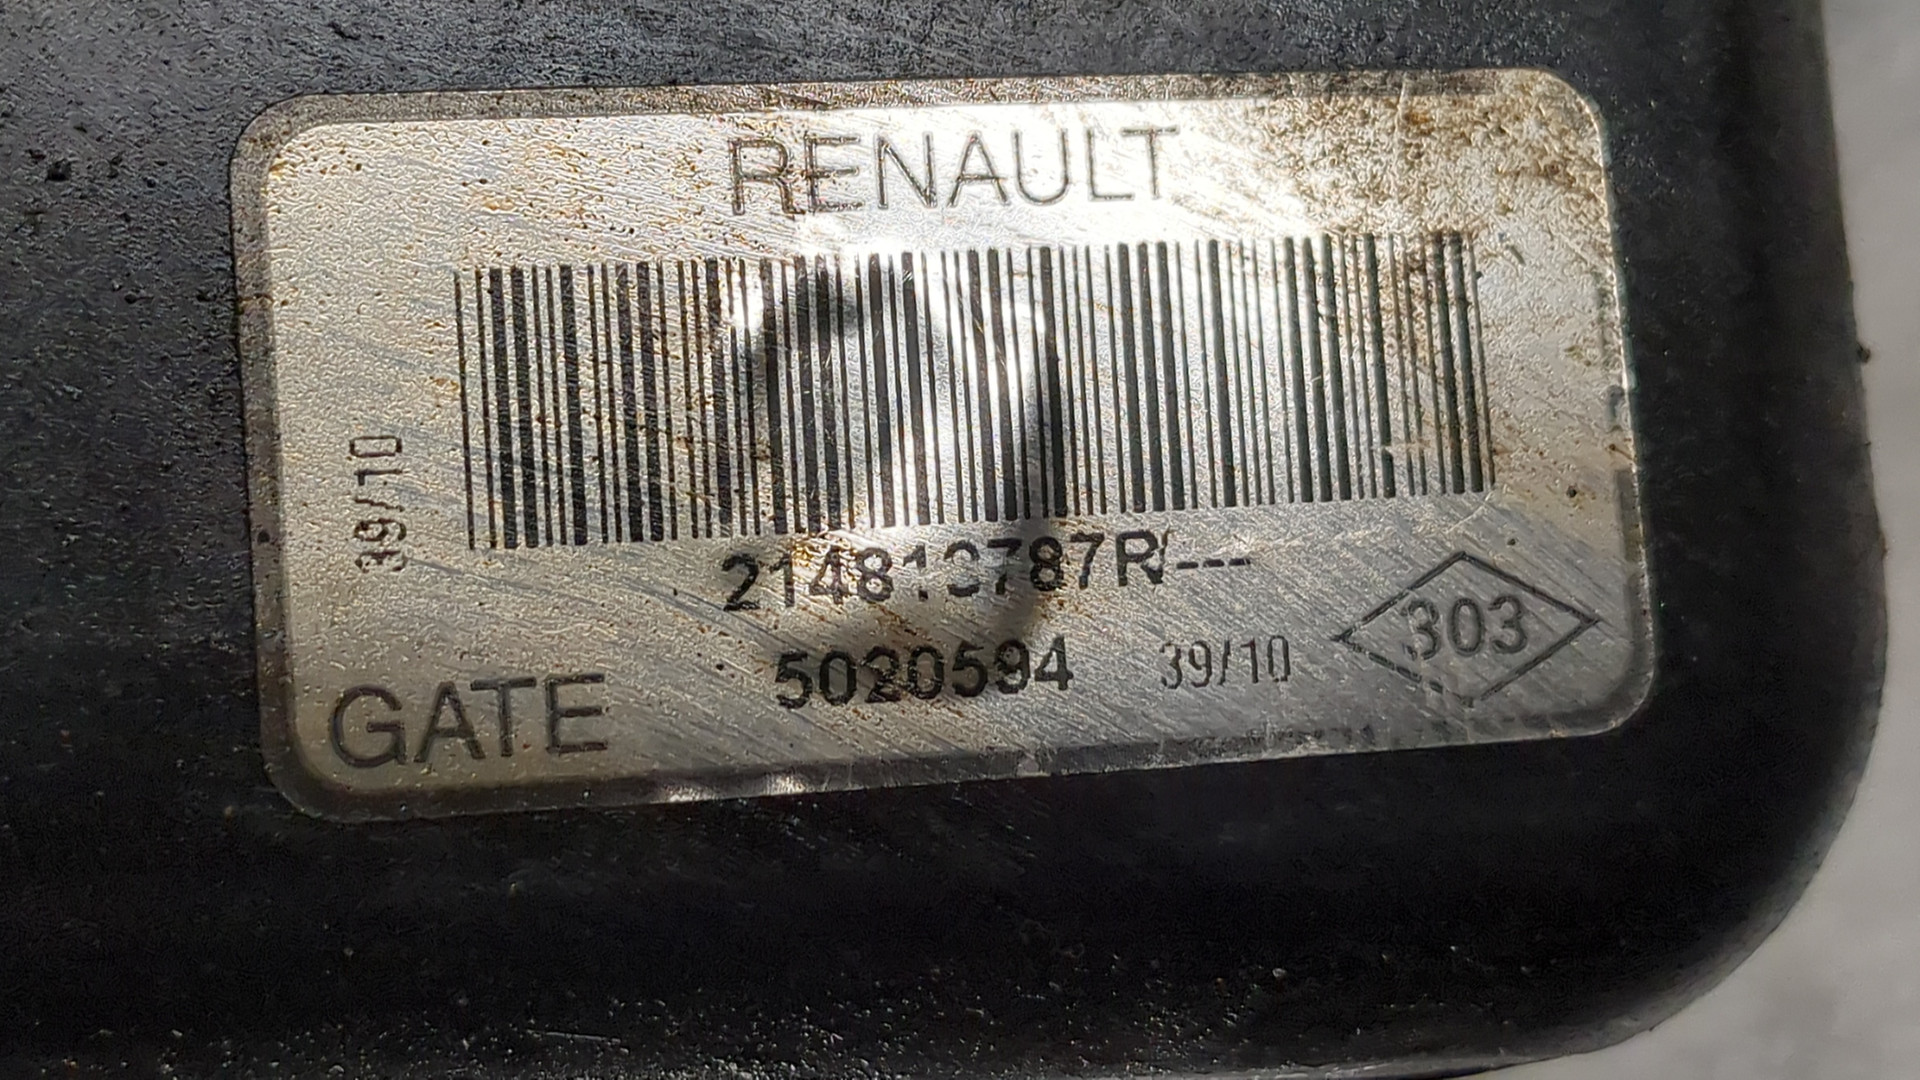 RENAULT
39/10
214813787R---
5020594 39/10
303
GATE